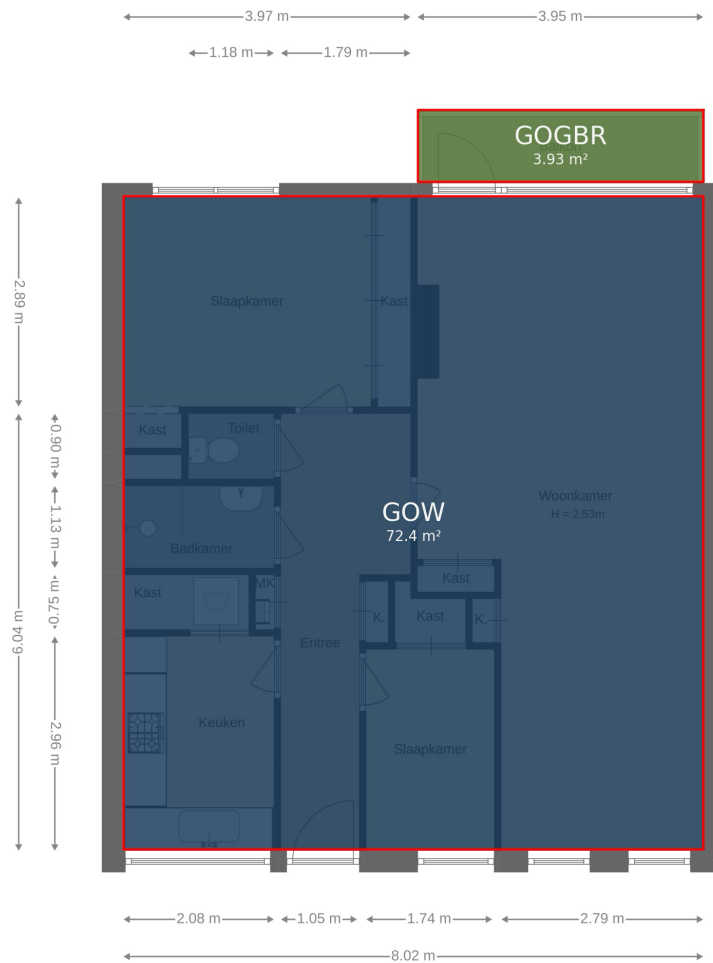 3.97 m
3.95 m
1.18 m
1.79 m
GOGBR
3.93 m²
2.89 m
Slaapkamer
Kast
Kast
Toilet
0.90 m
Woonkamer
H = 2.53m
GOW
72.4 m²
1.13 m
Badkamer
Kast
MK
Kast
0.75 m
K.
Kast
K.
6.04 m
Entree
Keuken
2.96 m
Slaapkamer
2.08 m
1.05 m
1.74 m
2.79 m
8.02 m